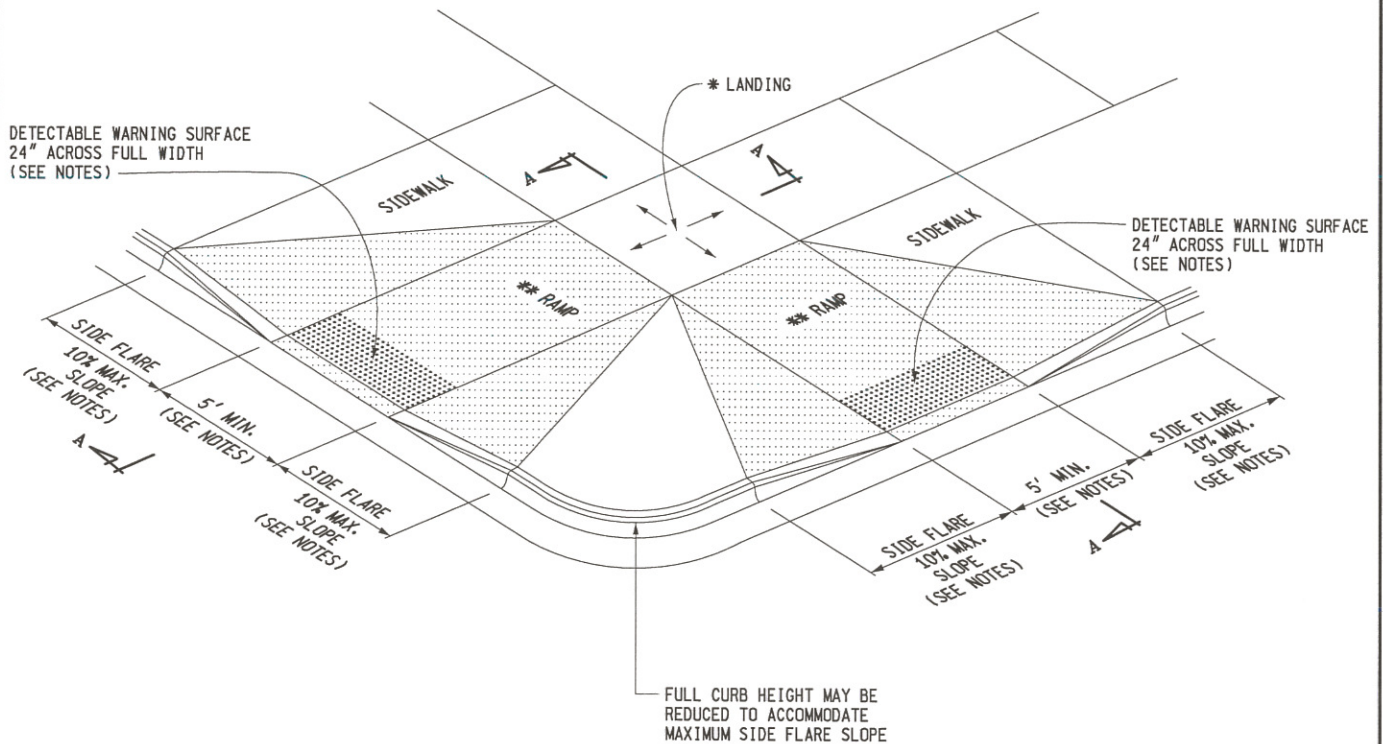 * LANDING
DETECTABLE WARNING SURFACE
24" ACROSS FULL WIDTH
(SEE NOTES)
A
A
SIDEWALK
SIDEWALK
DETECTABLE WARNING SURFACE
24" ACROSS FULL WIDTH
(SEE NOTES)
** RAMP
** RAMP
SIDE FLARE
10% MAX.
SLOPE
(SEE NOTES)
5' MIN.
(SEE NOTES)
SIDE FLARE
10% MAX.
SLOPE
(SEE NOTES)
A
SIDE FLARE
10% MAX.
SLOPE
(SEE NOTES)
5' MIN.
(SEE NOTES)
SIDE FLARE
10% MAX.
SLOPE
(SEE NOTES)
A
FULL CURB HEIGHT MAY BE
REDUCED TO ACCOMMODATE
MAXIMUM SIDE FLARE SLOPE